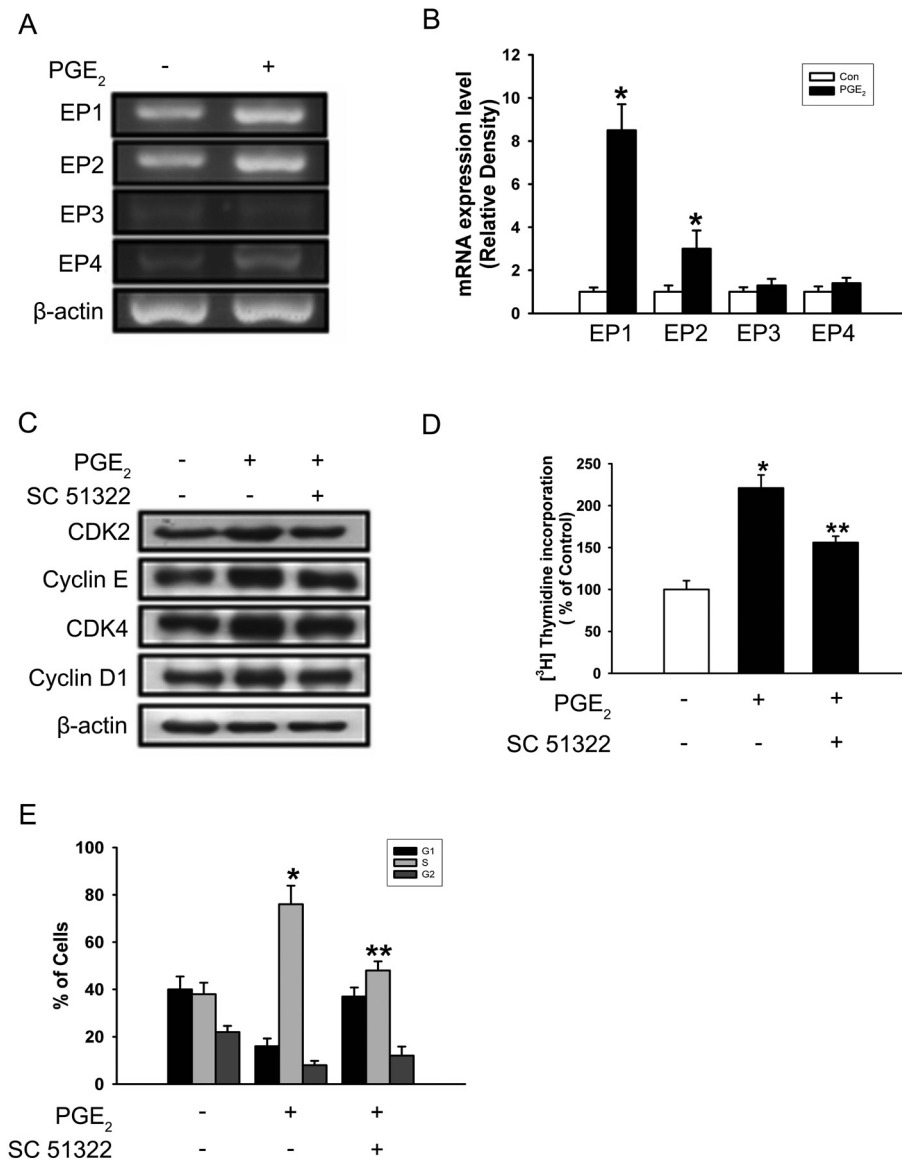 A
PGE2 - +
EP1
EP2
EP3
EP4
β-actin
B
mRNA expression level
(Relative Density)
12
10
8
6
4
2
0
Con
PGE2
*
*
EP1 EP2 EP3 EP4
C
PGE2 - + +
SC 51322 - - +
CDK2
Cyclin E
CDK4
Cyclin D1
β-actin
D
[3H] Thymidine incorporation
( % of Control)
250
200
150
100
50
0
*
**
PGE2 - + +
SC 51322 - - +
E
% of Cells
100
80
60
40
20
0
G1
S
G2
*
**
PGE2 - + +
SC 51322 - - +